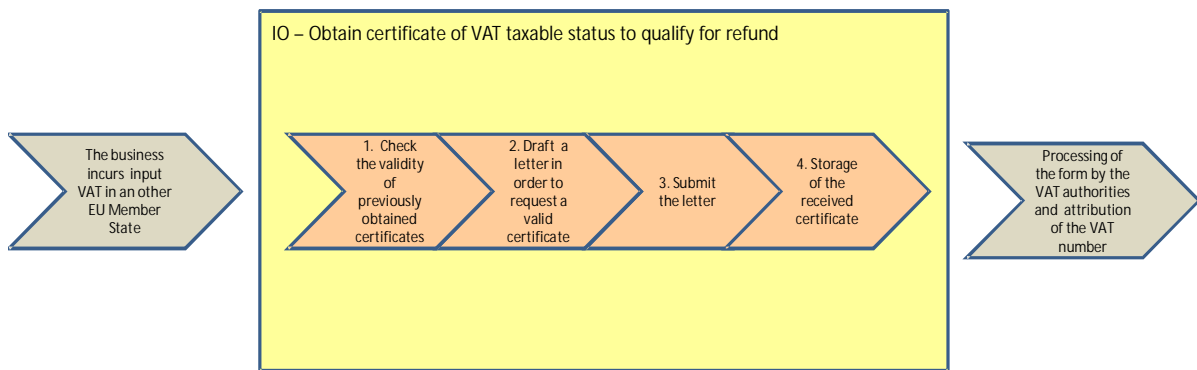 IO – Obtain certificate of VAT taxable status to qualify for refund
The business
incurs input
VAT in an other
EU Member
State
1. Check
the validity
of
previously
obtained
certificates
2. Draft a
letter in
order to
request a
valid
certificate
3. Submit
the letter
4. Storage
of the
received
certificate
Processing of
the form by the
VAT authorities
and attribution
of the VAT
number